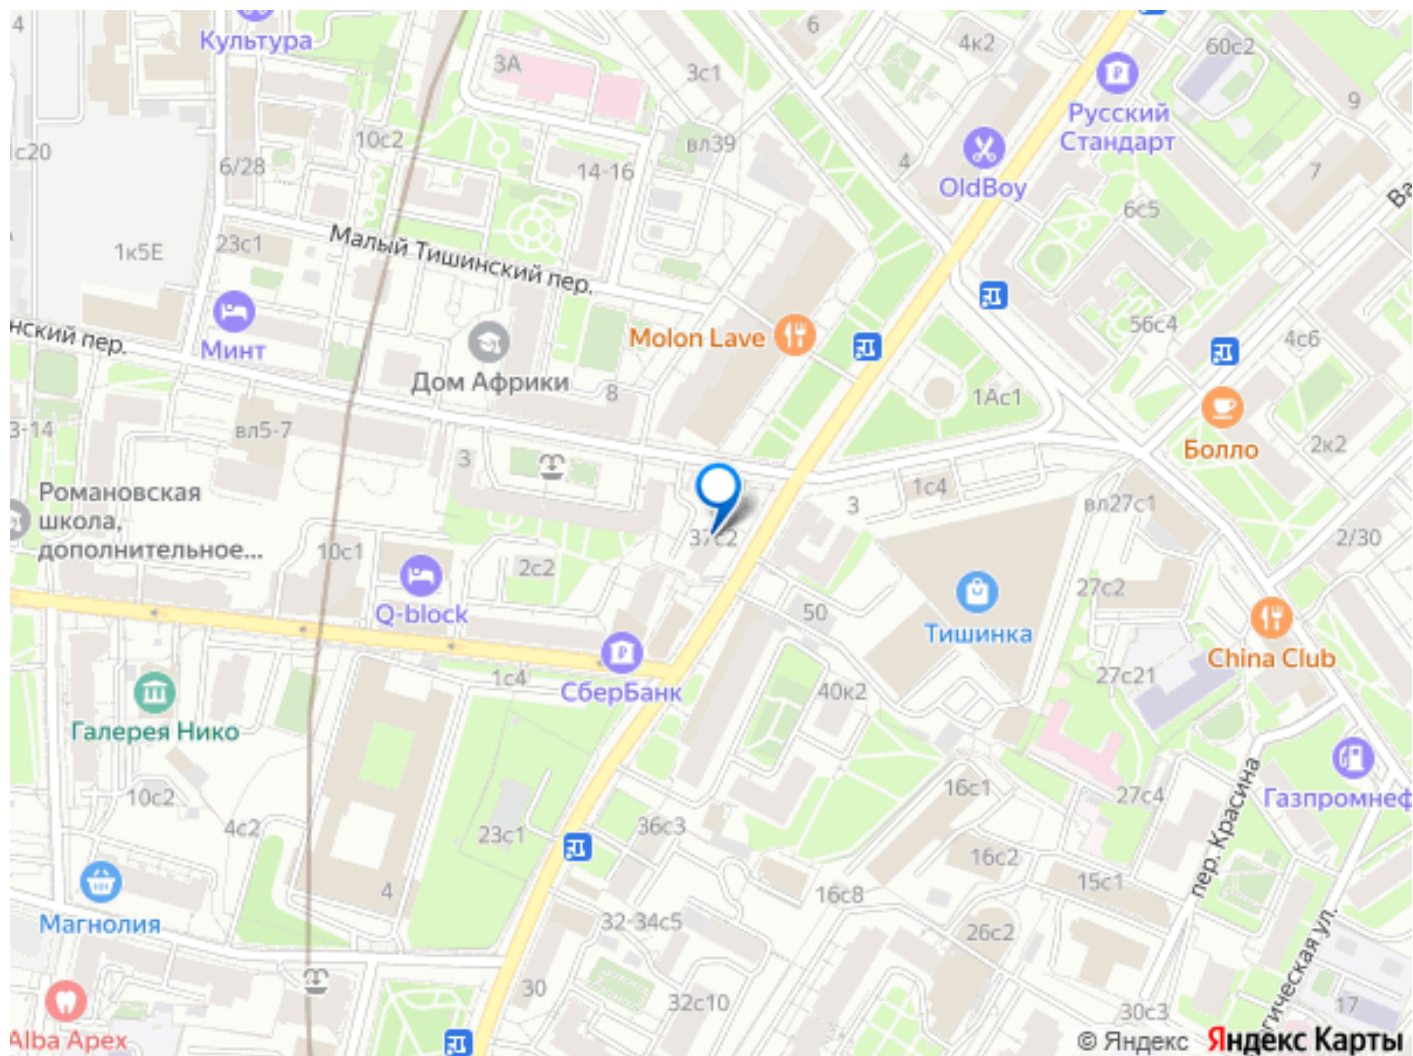 4
Культура
6
4к2
60с2
3А
3с1
Русский
Стандарт
9
10с2
с20
вл39
6/28
14-16
4
OldBoy
7
6с5
23с1
Малый Тишинский пер.
1к5Е
56с4
4с6
нский пер.
Минт
Molon Lave
Дом Африки
8
1Ас1
3-14
вл5-7
3
Болло
2к2
Романовская
школа,
дополнительное...
1с4
3
вл27с1
37с2
2/30
10с1
2с2
Q-block
50
27с2
Тишинка
China Club
1с4
СберБанк
40к2
27с21
Галерея Нико
10с2
4с2
23с1
36с3
16с1
27с4
пер. Красина
Газпромнеф
4
16с2
15с1
Магнолия
16с8
32-34с5
26с2
30
32с10
30с3
17
гическая ул.
Alba Apex
© Яндекс Яндекс Карты